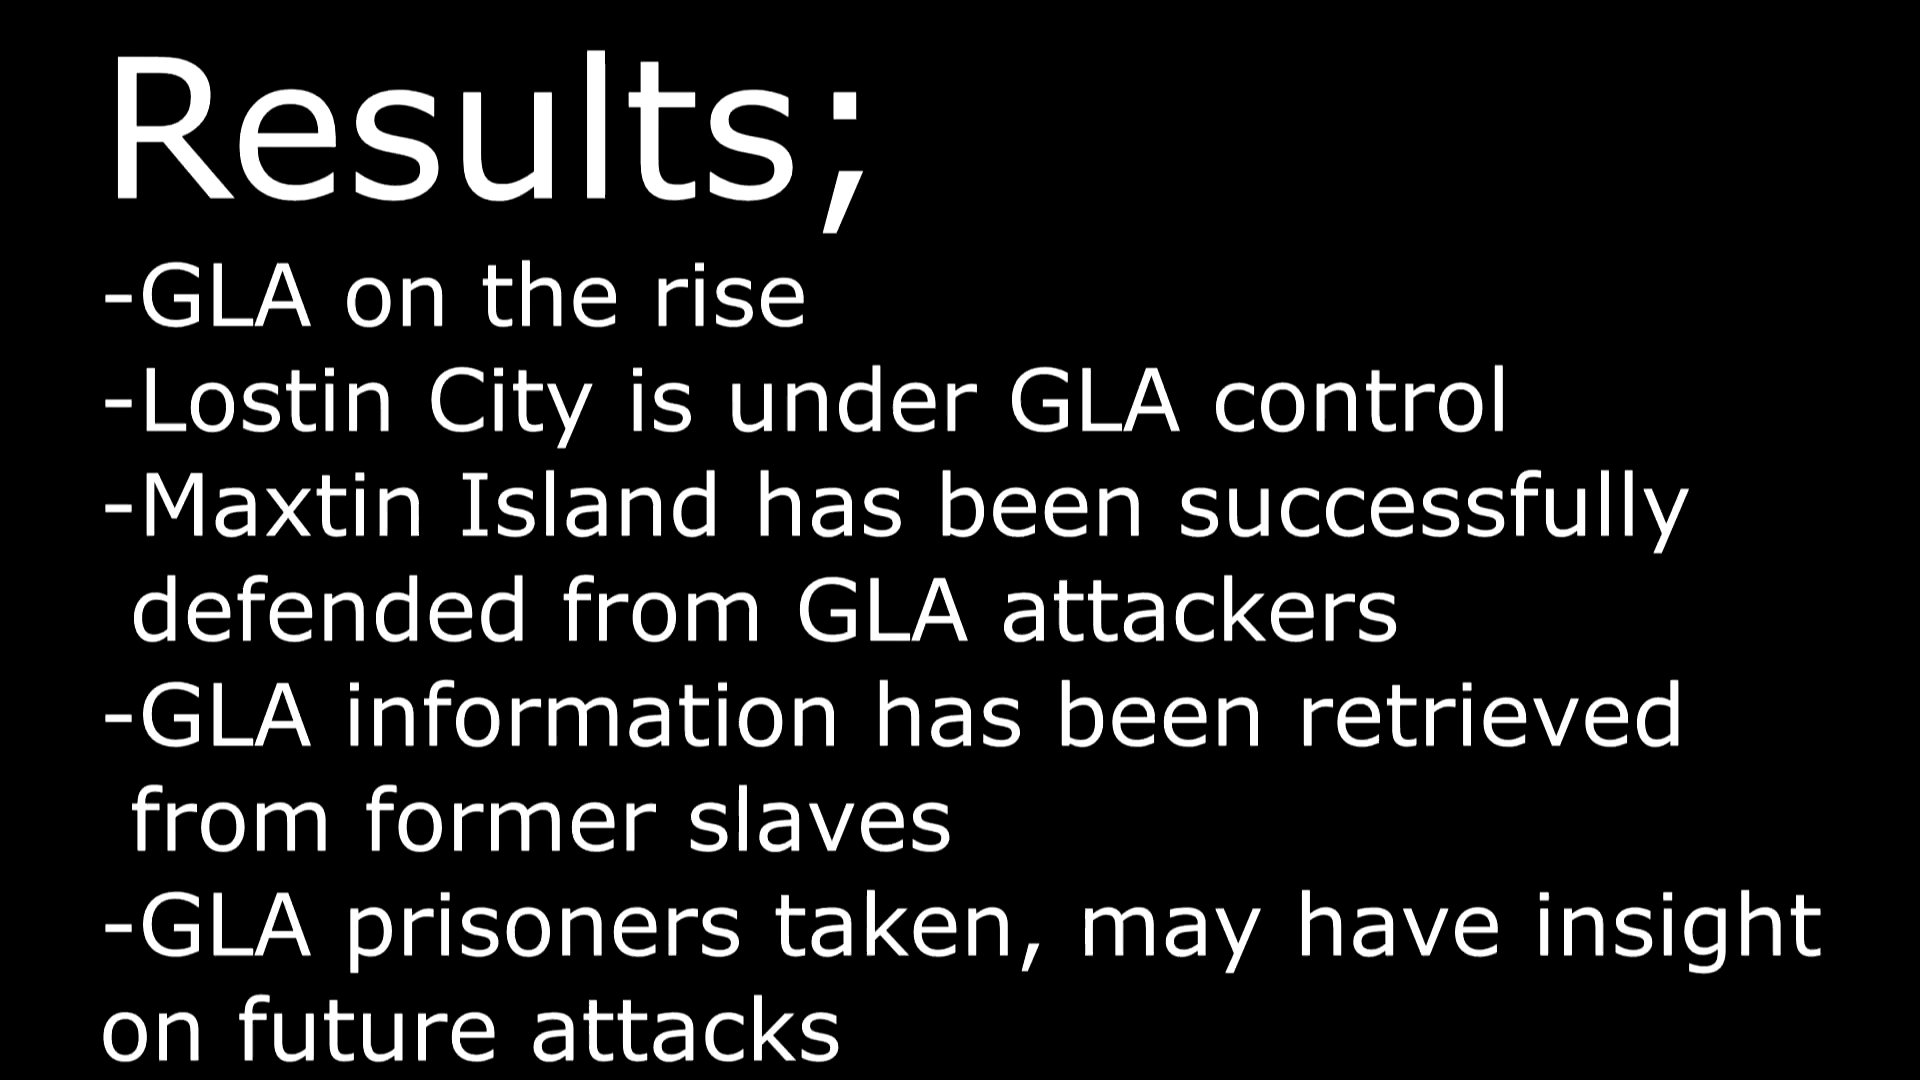 Results;
-GLA on the rise
-Lostin City is under GLA control
-Maxtin Island has been successfully
defended from GLA attackers
-GLA information has been retrieved
from former slaves
-GLA prisoners taken, may have insight
on future attacks